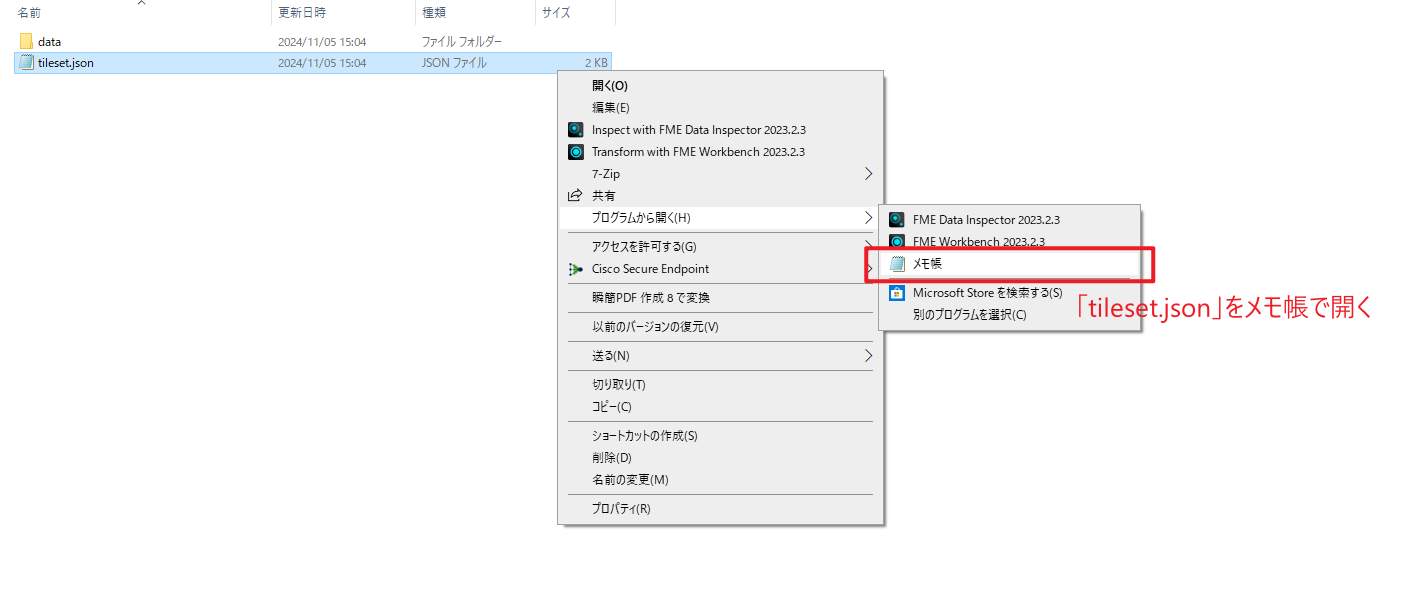 名前 更新日時 種類 サイズ
data 2024/11/05 15:04 ファイル フォルダー
tileset.json 2024/11/05 15:04 JSON ファイル 2 KB
開く(O)
編集(E)
Inspect with FME Data Inspector 2023.2.3
Transform with FME Workbench 2023.2.3
7-Zip
共有
プログラムから開く(H)
アクセスを許可する(G)
Cisco Secure Endpoint
瞬簡PDF 作成 8 で変換
以前のバージョンの復元(V)
送る(N)
切り取り(T)
コピー(C)
ショートカットの作成(S)
削除(D)
名前の変更(M)
プロパティ(R)
FME Data Inspector 2023.2.3
FME Workbench 2023.2.3
メモ帳
Microsoft Store を検索する(S)
別のプログラムを選択(C)
「tileset.json」をメモ帳で開く